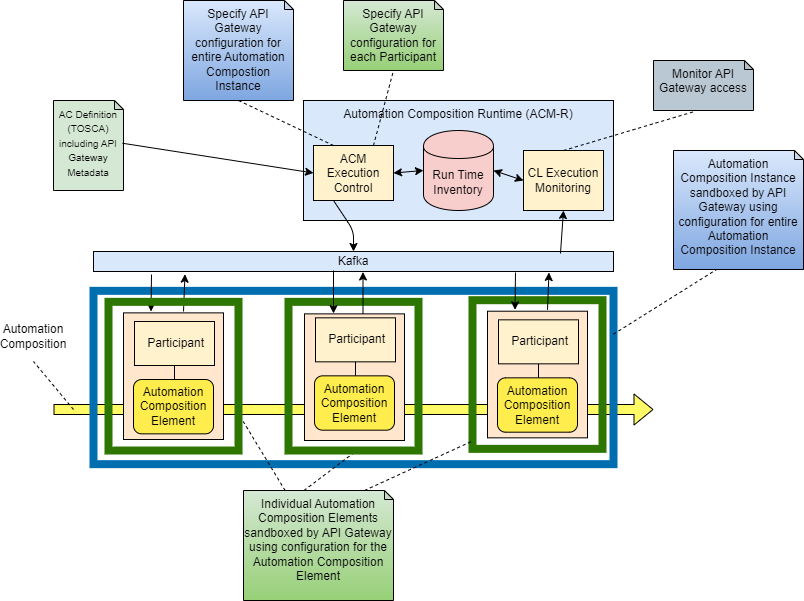 Specify API
Gateway
configuration for
entire Automation
Compostion
Instance
Specify API
Gateway
configuration for
each Participant
Monitor API
Gateway access
AC Definition
(TOSCA)
including API
Gateway
Metadata
Automation Composition Runtime (ACM-R)
ACM
Execution
Control
Run Time
Inventory
CL Execution
Monitoring
Automation
Composition Instance
sandboxed by API
Gateway using
configuration for entire
Automation
Composition Instance
Kafka
Automation
Composition
Participant
Automation
Composition
Element
Participant
Automation
Composition
Element
Participant
Automation
Composition
Element
Individual Automation
Composition Elements
sandboxed by API Gateway
using configuration for the
Automation Composition
Element